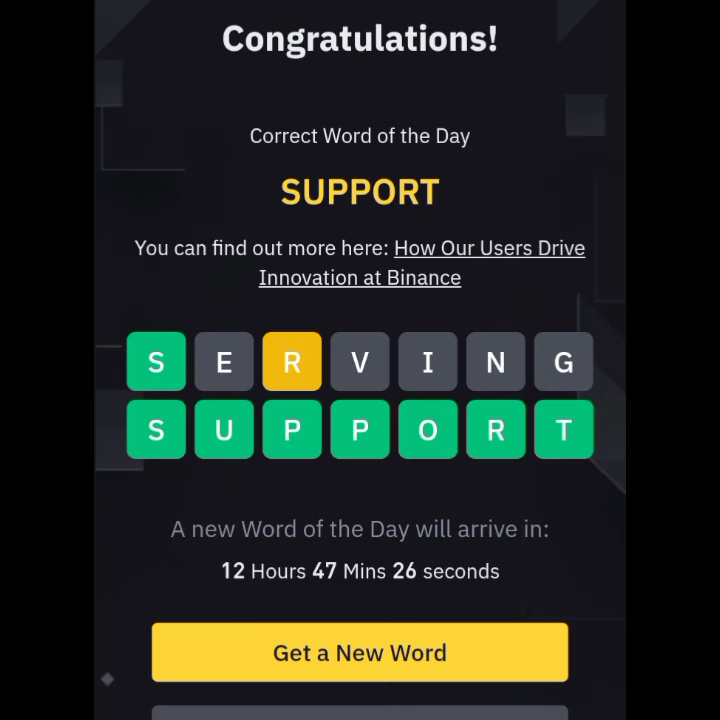 Congratulations!
Correct Word of the Day
SUPPORT
You can find out more here: How Our Users Drive
Innovation at Binance
S E R V I N G
S U P P O R T
A new Word of the Day will arrive in:
12 Hours 47 Mins 26 seconds
Get a New Word